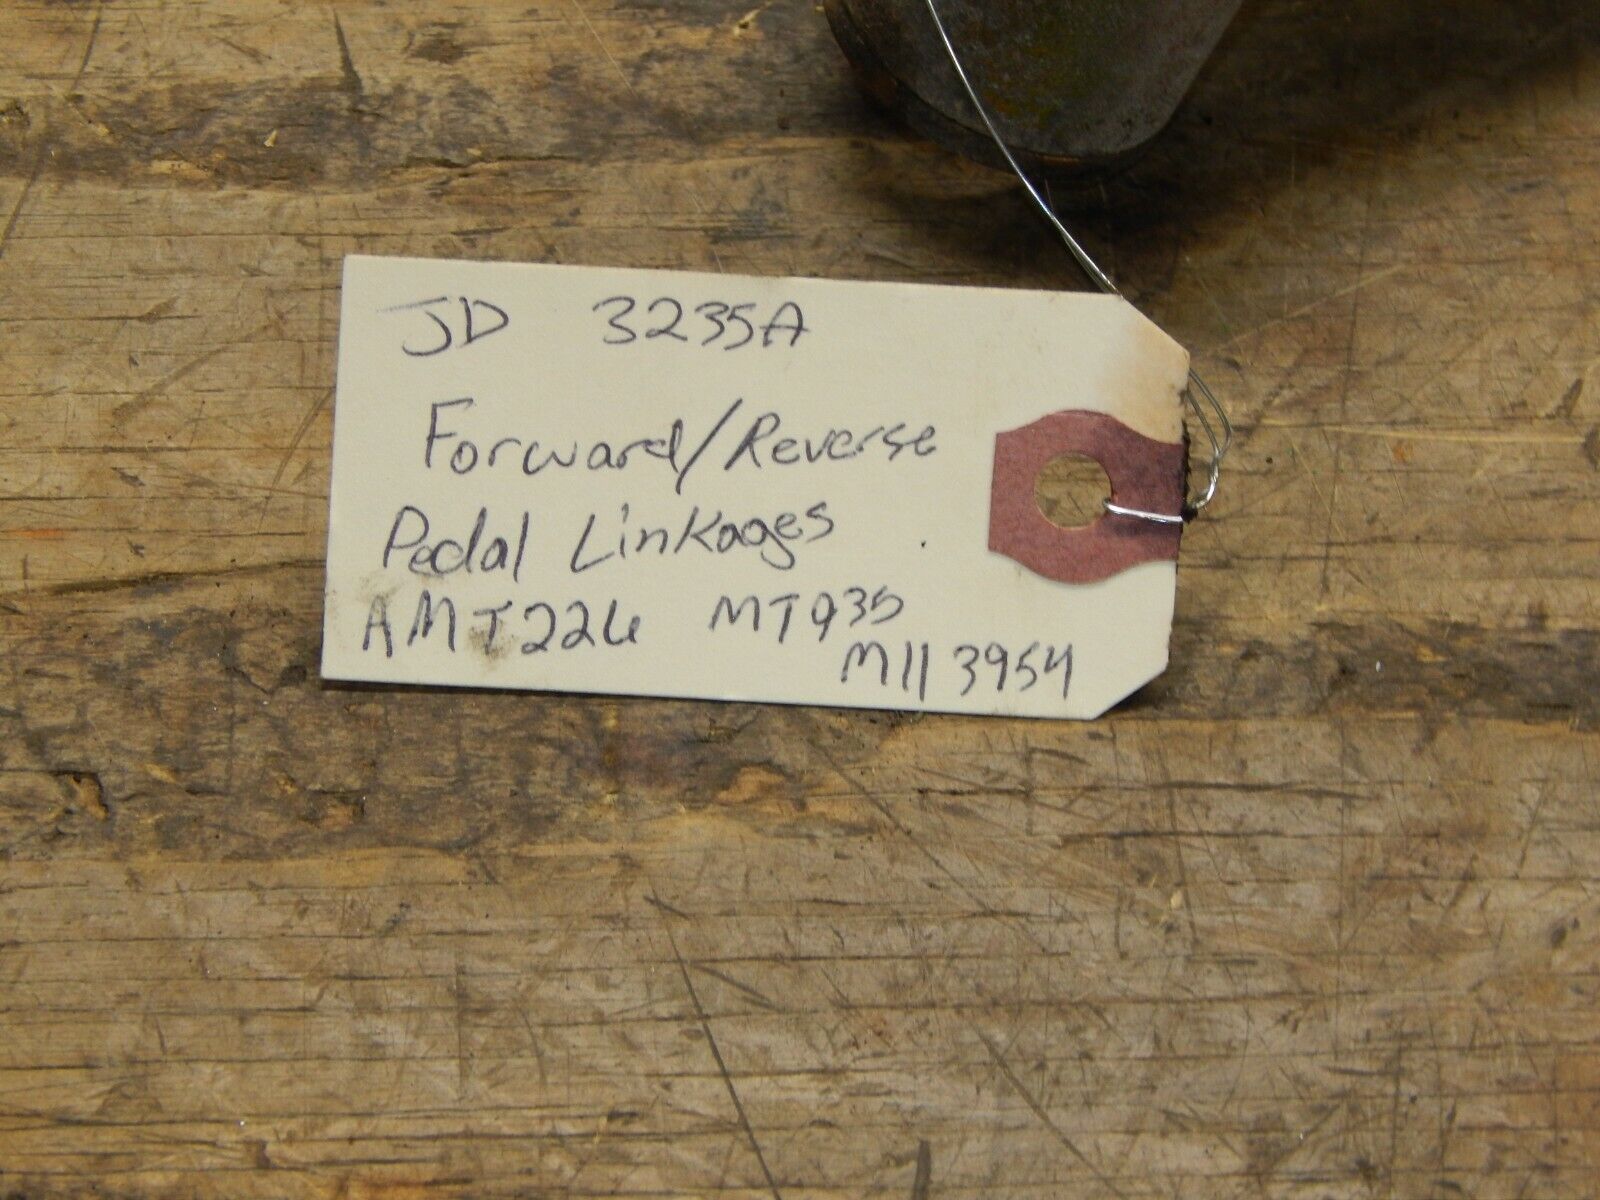 JD 3235A
Forward/Reverse
Pedal Linkages
AMT226 MT935
M113954